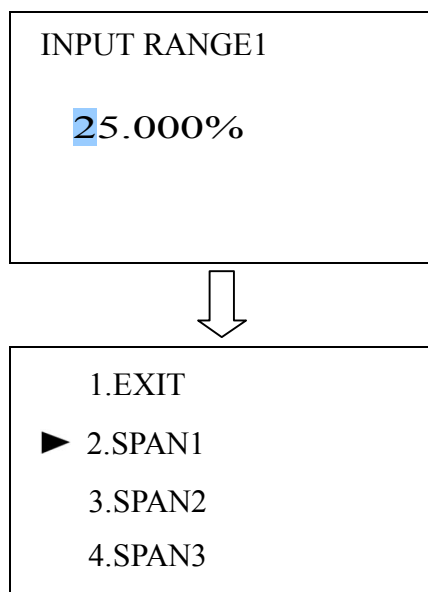 INPUT RANGE1
25.000%
1.EXIT
► 2.SPAN1
3.SPAN2
4.SPAN3